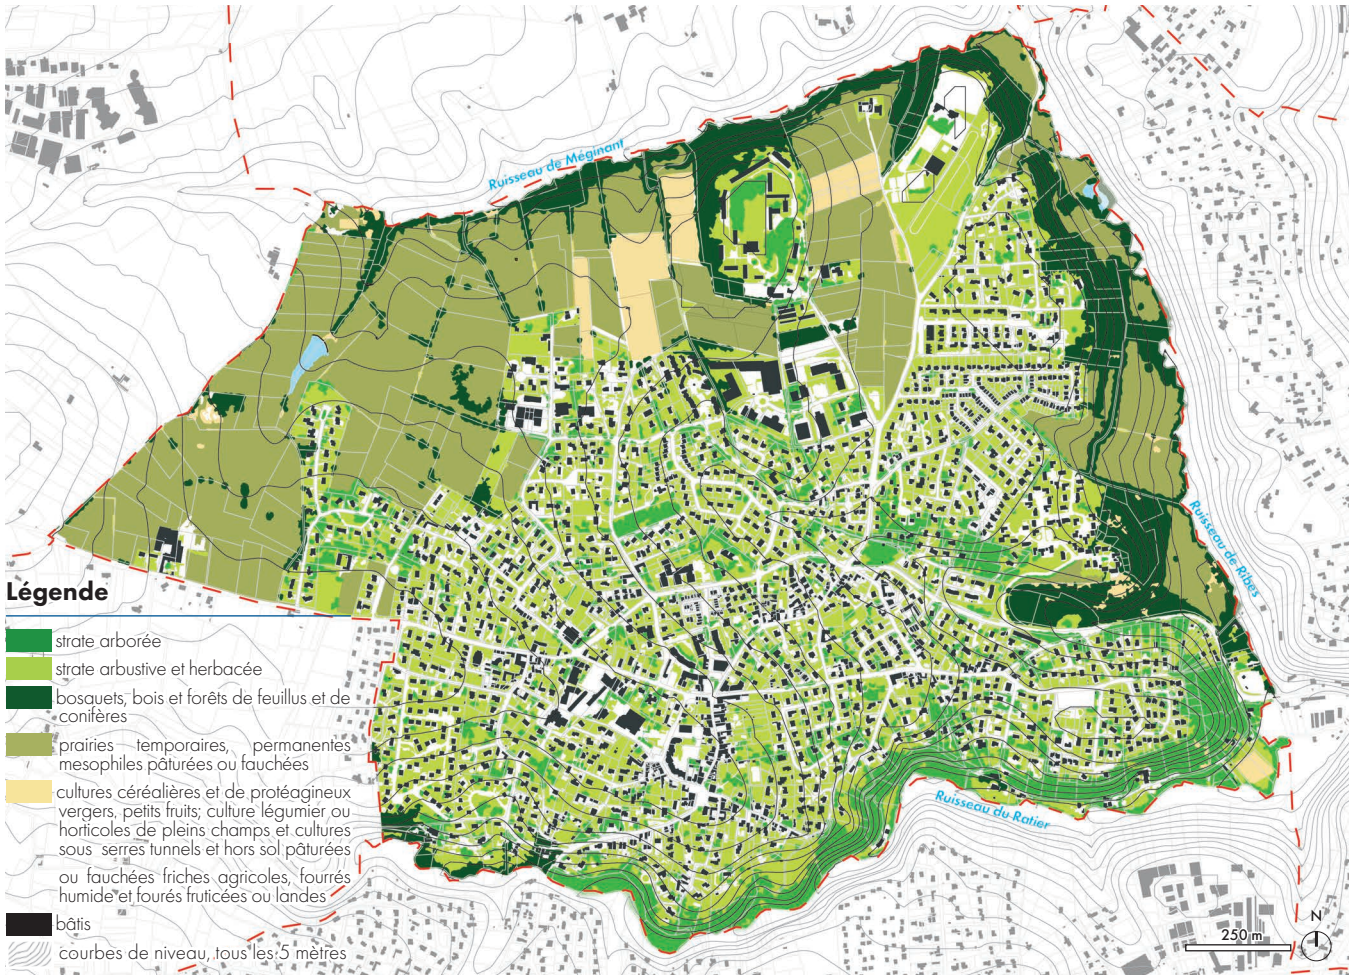 Ruisseau de Méginant
Ruisseau de Ribes
Ruisseau du Ratier
Légende
strate arborée
strate arbustive et herbacée
bosquets, bois et forêts de feuillus et de
conifères
prairies temporaires, permanentes
mesophiles pâturées ou fauchées
cultures céréalières et de protéagineux
vergers, petits fruits; culture légumier ou
horticoles de pleins champs et cultures
sous serres tunnels et hors sol pâturées
ou fauchées friches agricoles, fourrés
humide et fourés fruticées ou landes
bâtis
courbes de niveau, tous les 5 mètres
250 m
N